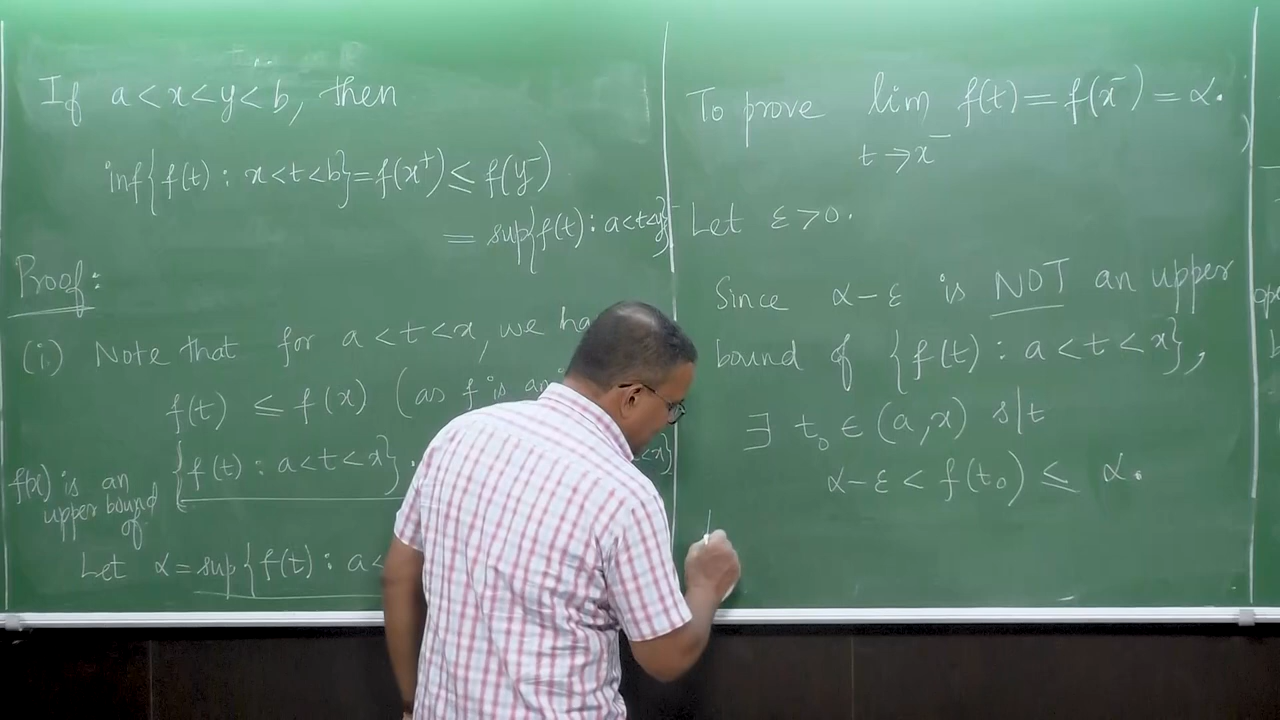 If a < x < y < b, then
inf{f(t) : x < t < b} = f(x⁺) ≤ f(y⁻)
= sup{f(t) : a < t < y}
Proof:
(i) Note that for a < t < x, we ha
f(t) ≤ f(x) (as f is an
{f(t) : a < t < x}.
f(x) is an
upper bound
of
Let α = sup{f(t) : a <
< x}
To prove lim f(t) = f(x⁻) = α.
t → x⁻
Let ε > 0.
Since α - ε is NOT an upper
bound of {f(t) : a < t < x},
∃ t₀ ∈ (a, x) s|t
α - ε < f(t₀) ≤ α.